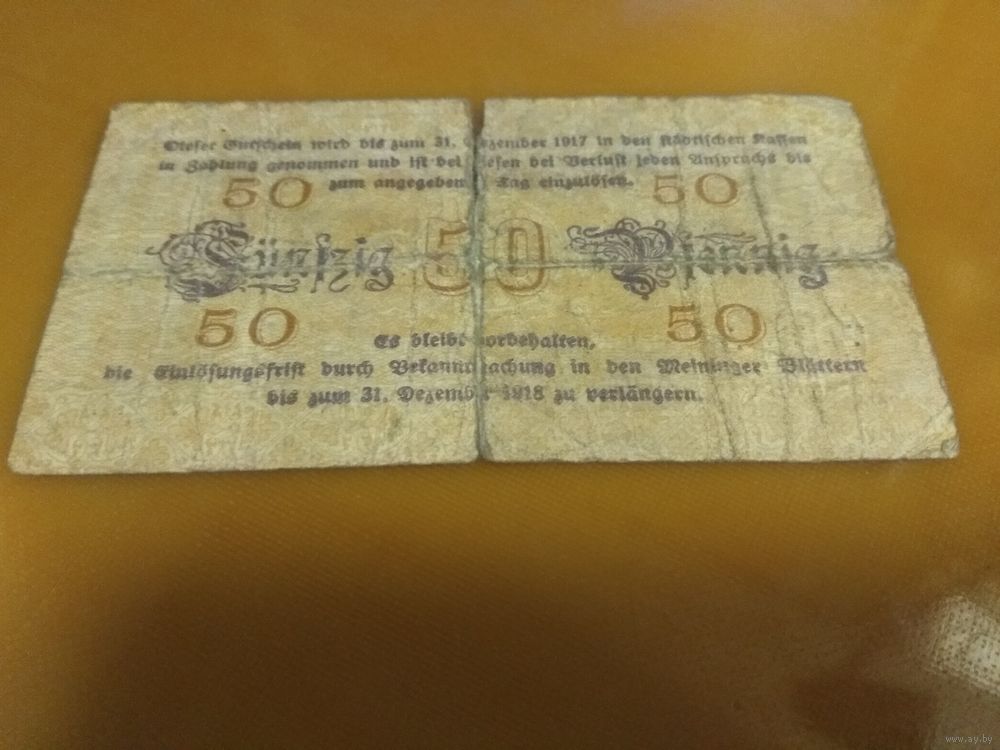 Dieser Gutschein wird bis zum 31. Dezember 1917 in den städtischen Kassen
in Zahlung genommen und ist bei diesen bei Verlust jeden Anspruchs bis
zum angegebenen Tag einzulösen.
50 50
Fünfzig 50 Pfennig
50 50
Es bleibt vorbehalten,
die Einlösungsfrist durch Bekanntmachung in den Meininger Blättern
bis zum 31. Dezember 1918 zu verlängern.
www.ay.by